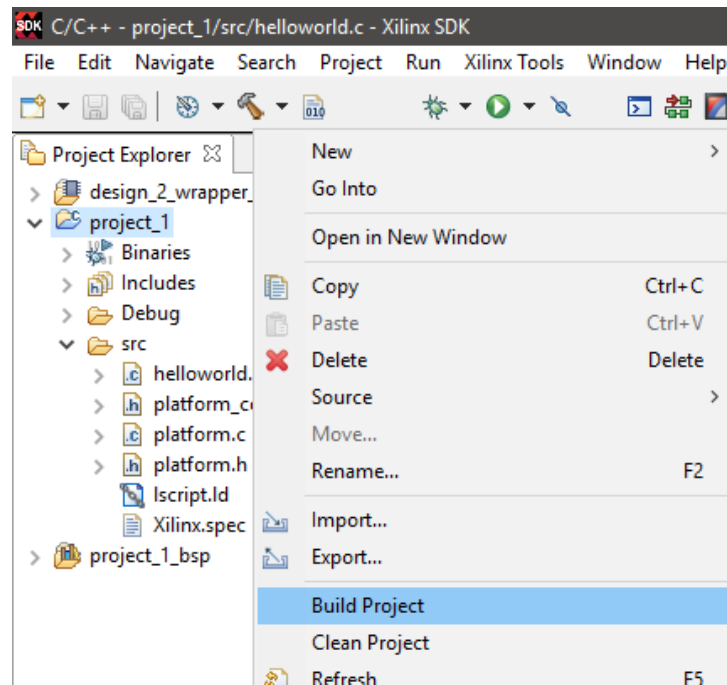 SDK C/C++ - project_1/src/helloworld.c - Xilinx SDK
File Edit Navigate Search Project Run Xilinx Tools Window Help
010
Project Explorer
design_2_wrapper_
project_1
Binaries
Includes
Debug
src
.c helloworld.
.h platform_c
.c platform.c
.h platform.h
lscript.ld
Xilinx.spec
project_1_bsp
New
Go Into
Open in New Window
Copy Ctrl+C
Paste Ctrl+V
Delete Delete
Source
Move...
Rename... F2
Import...
Export...
Build Project
Clean Project
Refresh F5